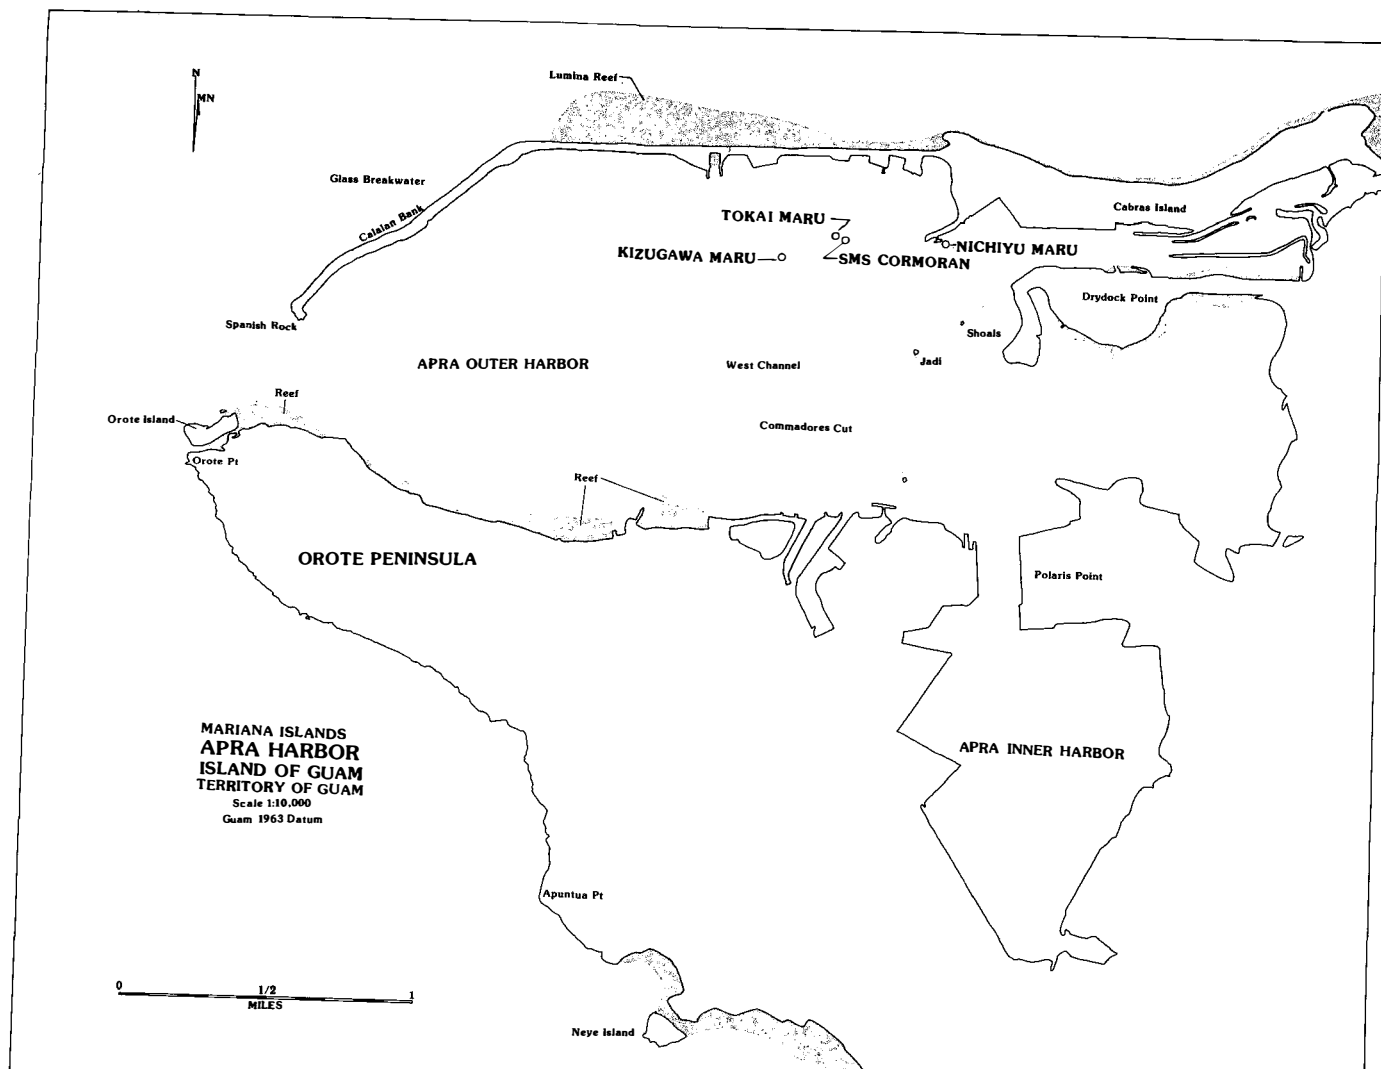 Lumina Reef
N
MN
Glass Breakwater
Calalan Bank
Cabras Island
TOKAI MARU
KIZUGAWA MARU
SMS CORMORAN
NICHIYU MARU
Spanish Rock
Drydock Point
Shoals
APRA OUTER HARBOR
West Channel
Jadi
Reef
Orote Island
Commadores Cut
Orote Pt
Reef
OROTE PENINSULA
Polaris Point
MARIANA ISLANDS
APRA HARBOR
ISLAND OF GUAM
TERRITORY OF GUAM
Scale 1:10,000
Guam 1963 Datum
APRA INNER HARBOR
Apuntua Pt
0 1/2 1
MILES
Neye Island